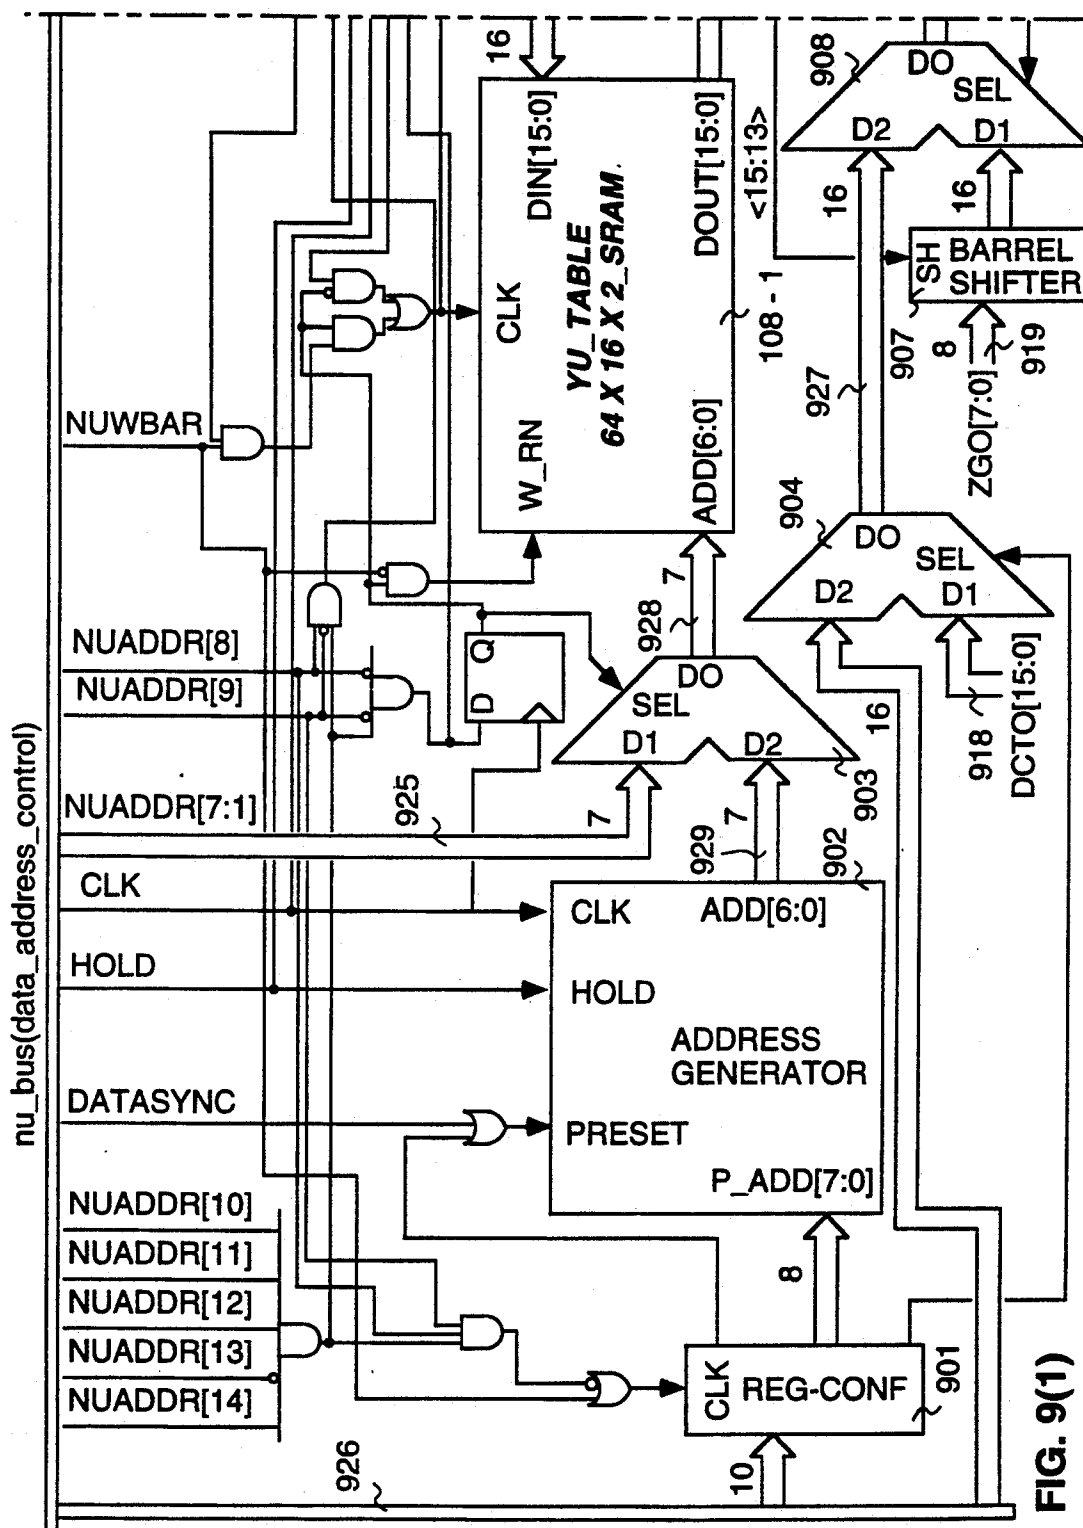 nu_bus(data_address_control)
NUWBAR
NUADDR[8]
NUADDR[9]
NUADDR[7:1]
CLK
HOLD
DATASYNC
NUADDR[10]
NUADDR[11]
NUADDR[12]
NUADDR[13]
NUADDR[14]
926
925
16
DIN[15:0]
CLK
YU_TABLE
64 X 16 X 2_SRAM
W_RN
DOUT[15:0]
ADD[6:0]
108 - 1
<15:13>
7
928
Q
D
SEL
DO
D1
D2
903
7
7
929
902
CLK
ADD[6:0]
HOLD
ADDRESS
GENERATOR
PRESET
P_ADD[7:0]
8
CLK
REG-CONF
901
10
908
DO
SEL
D2
D1
16
16
SH
BARREL
SHIFTER
907
8
919
ZGO[7:0]
927
904
DO
SEL
D2
D1
16
918
DCTO[15:0]
FIG. 9(1)